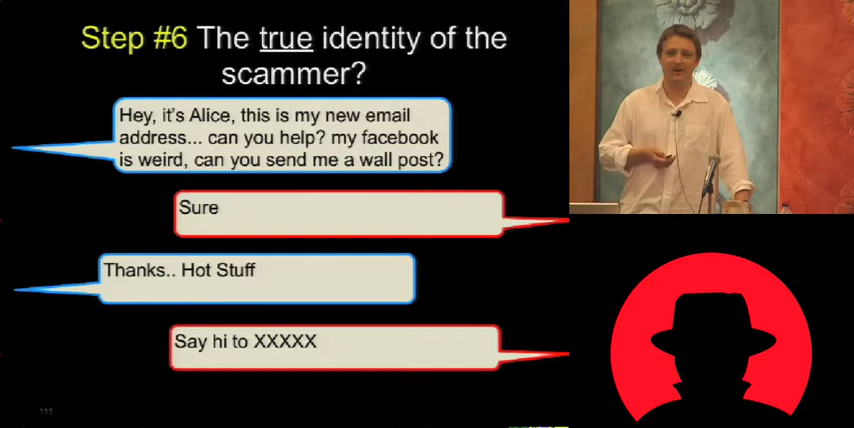 Step #6 The true identity of the
scammer?
Hey, it's Alice, this is my new email
address... can you help? my facebook
is weird, can you send me a wall post?
Sure
Thanks.. Hot Stuff
Say hi to XXXXX
111